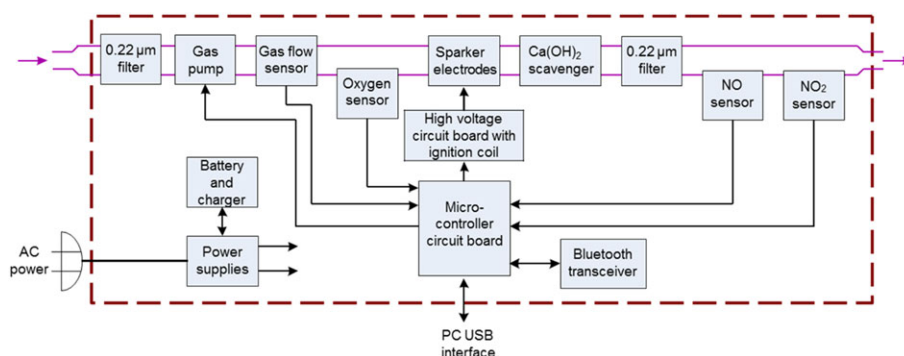 0.22 µm
filter
Gas
pump
Gas flow
sensor
Oxygen
sensor
Sparker
electrodes
Ca(OH)2
scavenger
0.22 µm
filter
NO
sensor
NO2
sensor
High voltage
circuit board with
ignition coil
Battery
and
charger
Micro-
controller
circuit board
AC
power
Power
supplies
Bluetooth
transceiver
PC USB
interface